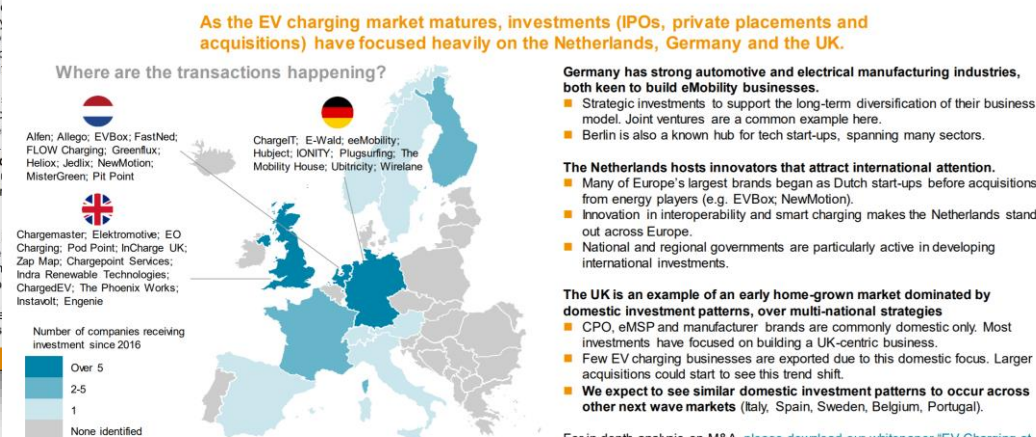 As the EV charging market matures, investments (IPOs, private placements and
acquisitions) have focused heavily on the Netherlands, Germany and the UK.
Where are the transactions happening?
Alfen; Allego; EVBox; FastNed;
FLOW Charging; Greenflux;
Heliox; Jedlix; NewMotion;
MisterGreen; Pit Point
ChargeIT; E-Wald; eeMobility;
Hubject; IONITY; Plugsurfing; The
Mobility House; Ubitricity; Wirelane
Chargemaster; Elektromotive; EO
Charging; Pod Point; InCharge UK;
Zap Map; Chargepoint Services;
Indra Renewable Technologies;
ChargedEV; The Phoenix Works;
Instavolt; Engenie
Number of companies receiving
investment since 2016
Over 5
2-5
1
None identified
Germany has strong automotive and electrical manufacturing industries,
both keen to build eMobility businesses.
Strategic investments to support the long-term diversification of their business
model. Joint ventures are a common example here.
Berlin is also a known hub for tech start-ups, spanning many sectors.
The Netherlands hosts innovators that attract international attention.
Many of Europe's largest brands began as Dutch start-ups before acquisitions
from energy players (e.g. EVBox; NewMotion).
Innovation in interoperability and smart charging makes the Netherlands stand
out across Europe.
National and regional governments are particularly active in developing
international investments.
The UK is an example of an early home-grown market dominated by
domestic investment patterns, over multi-national strategies
CPO, eMSP and manufacturer brands are commonly domestic only. Most
investments have focused on building a UK-centric business.
Few EV charging businesses are exported due to this domestic focus. Larger
acquisitions could start to see this trend shift.
We expect to see similar domestic investment patterns to occur across
other next wave markets (Italy, Spain, Sweden, Belgium, Portugal).
For in depth analysis on M&A, please download our whitepaper "EV Charging at